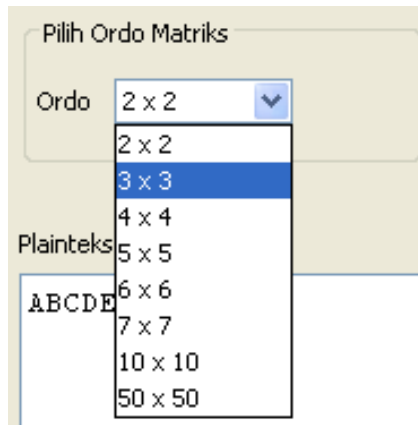 Pilih Ordo Matriks
Ordo 2 x 2
2 x 2
3 x 3
4 x 4
Plainteks
5 x 5
6 x 6
ABCDE
7 x 7
10 x 10
50 x 50